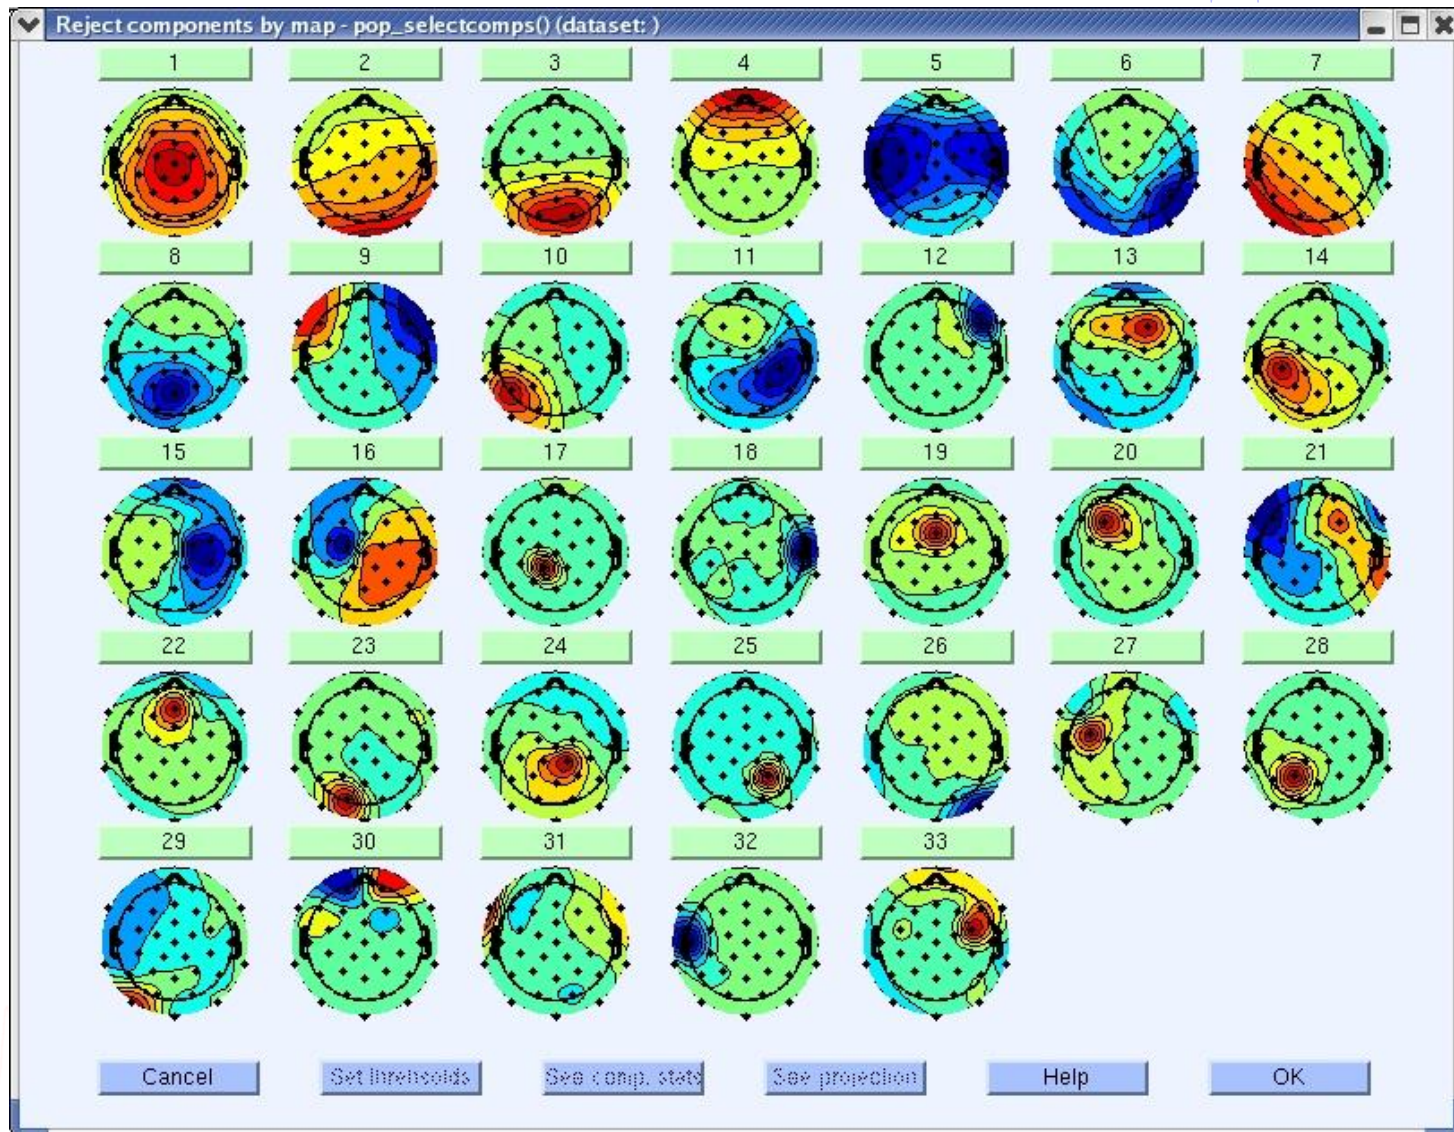 Reject components by map - pop_selectcomps() (dataset: )
1 2 3 4 5 6 7
8 9 10 11 12 13 14
15 16 17 18 19 20 21
22 23 24 25 26 27 28
29 30 31 32 33
Cancel See comp. stats See projection Help OK